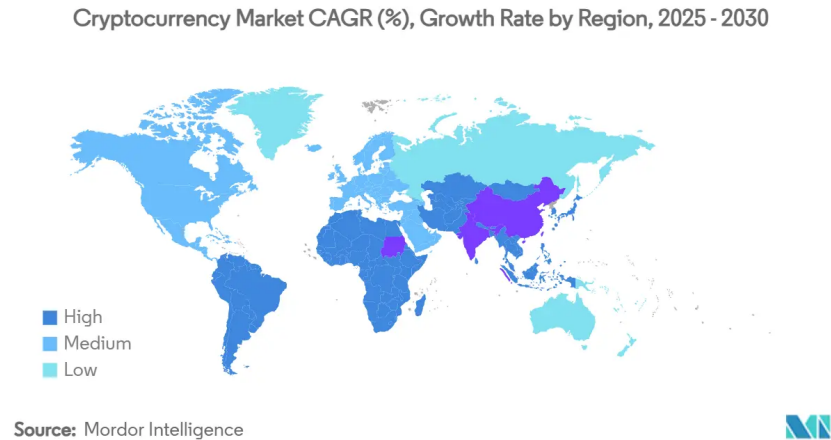 Cryptocurrency Market CAGR (%), Growth Rate by Region, 2025 - 2030
High
Medium
Low
Source: Mordor Intelligence